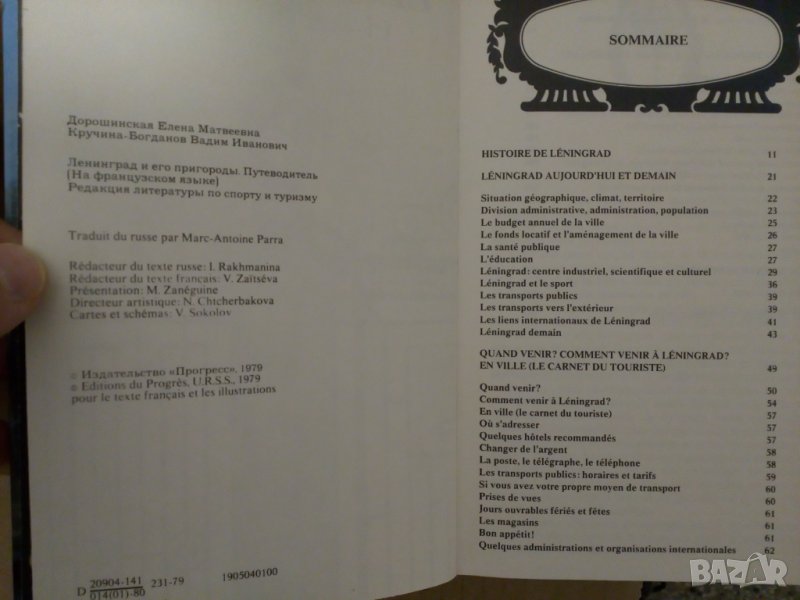 Дорошинская Елена Матвеевна
Кручина-Богданов Вадим Иванович
Ленинград и его пригороды. Путеводитель
(На французском языке)
Редакция литературы по спорту и туризму
Traduit du russe par Marc-Antoine Parra
Rédacteur du texte russe: I. Rakhmanina
Rédacteur du texte français: V. Zaïtséva
Présentation: M. Zanéguine
Directeur artistique: N. Chtcherbakova
Cartes et schémas: V. Sokolov
© Издательство «Прогресс», 1979
© Editions du Progrès, U.R.S.S., 1979
pour le texte français et les illustrations
D 20904-141 231-79 1905040100
014(01)-80
SOMMAIRE
HISTOIRE DE LÉNINGRAD 11
LÉNINGRAD AUJOURD'HUI ET DEMAIN 21
Situation géographique, climat, territoire 22
Division administrative, administration, population 23
Le budget annuel de la ville 25
Le fonds locatif et l'aménagement de la ville 26
La santé publique 27
L'éducation 27
Léningrad: centre industriel, scientifique et culturel 29
Léningrad et le sport 36
Les transports publics 39
Les transports vers l'extérieur 39
Les liens internationaux de Léningrad 41
Léningrad demain 43
QUAND VENIR? COMMENT VENIR À LÉNINGRAD?
EN VILLE (LE CARNET DU TOURISTE) 49
Quand venir? 50
Comment venir à Léningrad? 54
En ville (le carnet du touriste) 57
Où s'adresser 57
Quelques hôtels recommandés 57
Changer de l'argent 58
La poste, le télégraphe, le téléphone 58
Les transports publics: horaires et tarifs 59
Si vous avez votre propre moyen de transport 60
Prises de vues 60
Jours ouvrables fériés et fêtes 61
Les magasins 61
Bon appétit! 61
Quelques administrations et organisations internationales 62
BAZAR